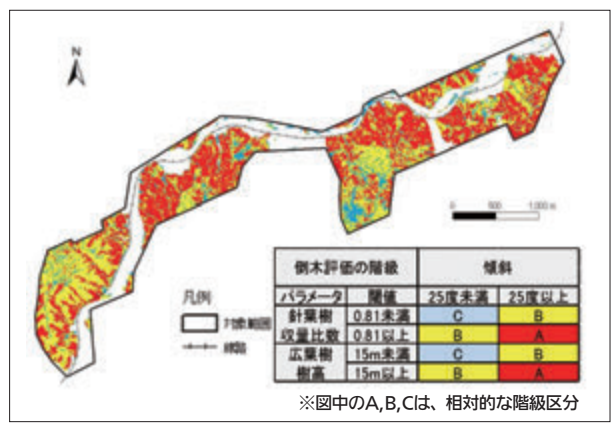 N
0 500 1,000 m
倒木評価の階級 傾斜
パラメータ 閾値 25度未満 25度以上
針葉樹 0.81未満 C B
収量比数 0.81以上 B A
広葉樹 15m未満 C B
樹高 15m以上 B A
凡例
対象範囲
線路
※図中のA,B,Cは、相対的な階級区分